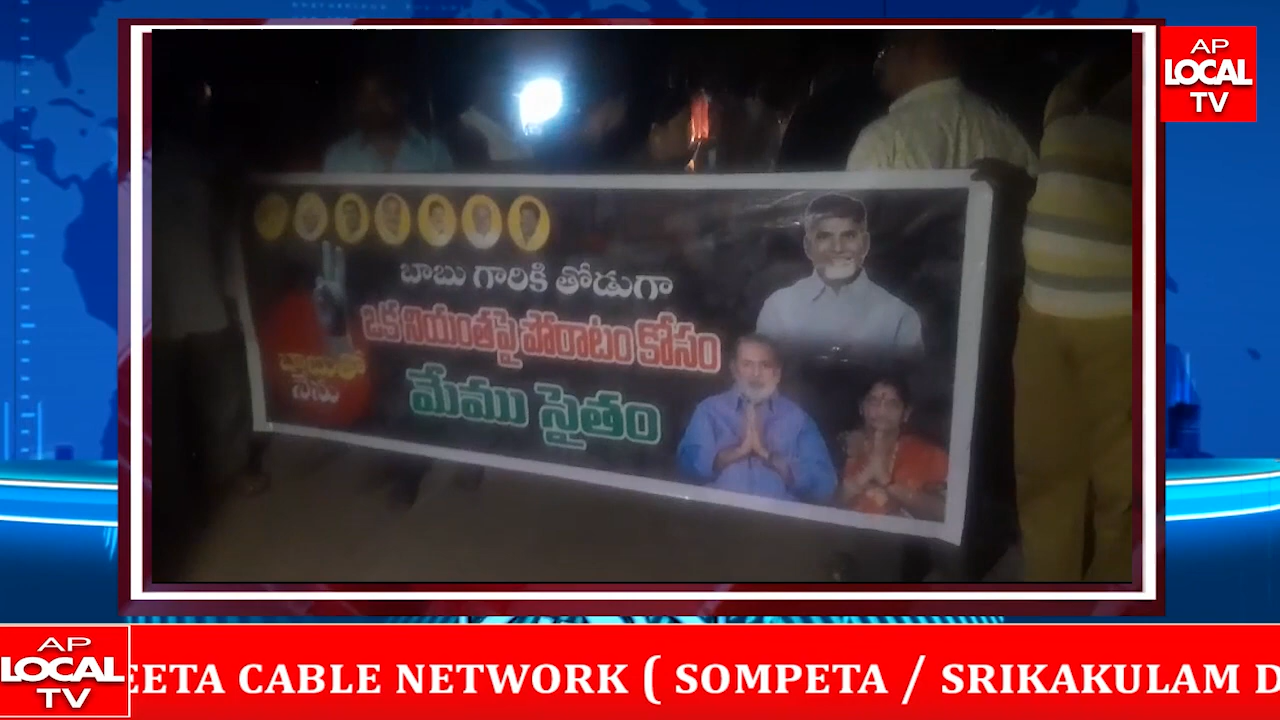 AP
LOCAL
TV
బాబు గారికి తోడుగా
ఒక నియంతపై పోరాటం కోసం
మేము సైతం
బాబుతో
నేను
AP
LOCAL
TV
EETA CABLE NETWORK ( SOMPETA / SRIKAKULAM D